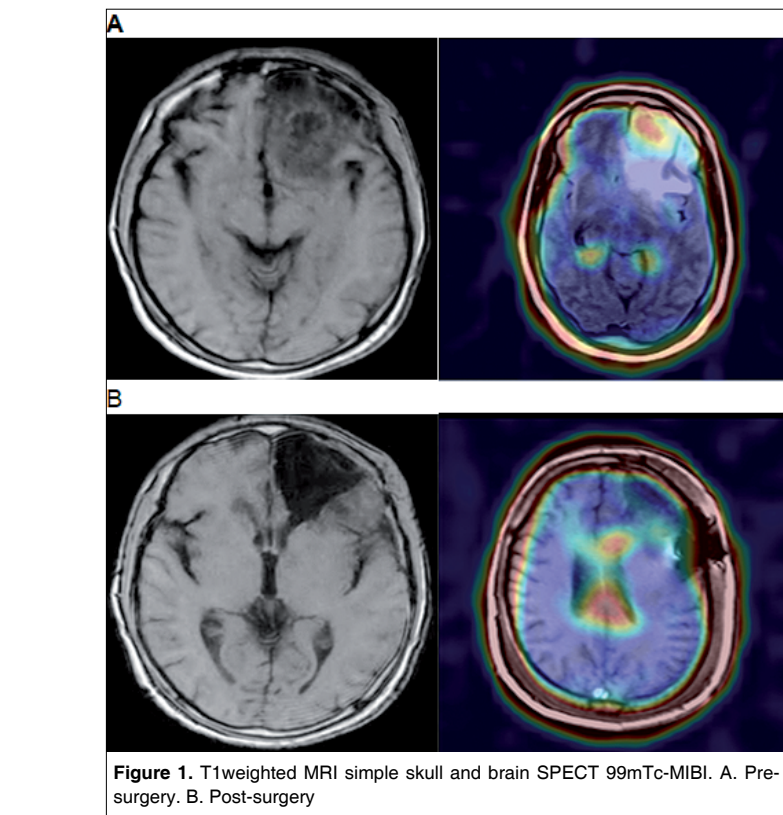 A
B
Figure 1. T1weighted MRI simple skull and brain SPECT 99mTc-MIBI. A. Pre-
surgery. B. Post-surgery